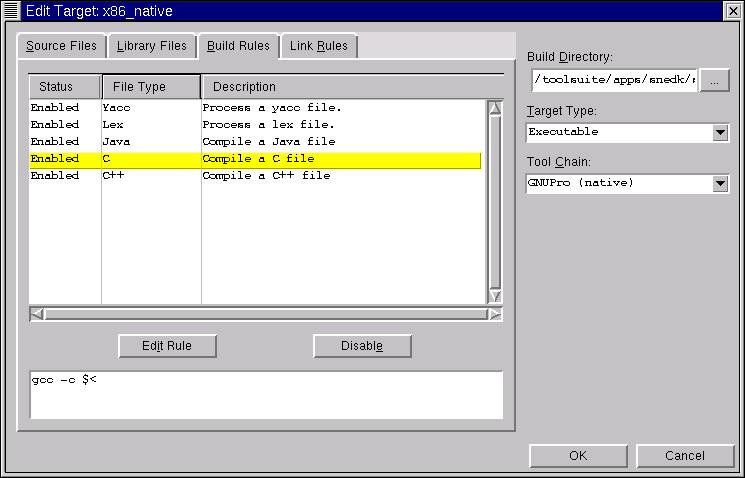 Edit Target: x86_native
Source Files Library Files Build Rules Link Rules
Status File Type Description
Enabled Yacc Process a yacc file.
Enabled Lex Process a lex file.
Enabled Java Compile a Java file
Enabled C Compile a C file
Enabled C++ Compile a C++ file
Edit Rule Disable
gcc -c $<
Build Directory:
/toolsuite/apps/snedk/ ...
Target Type:
Executable
Tool Chain:
GNUPro (native)
OK Cancel